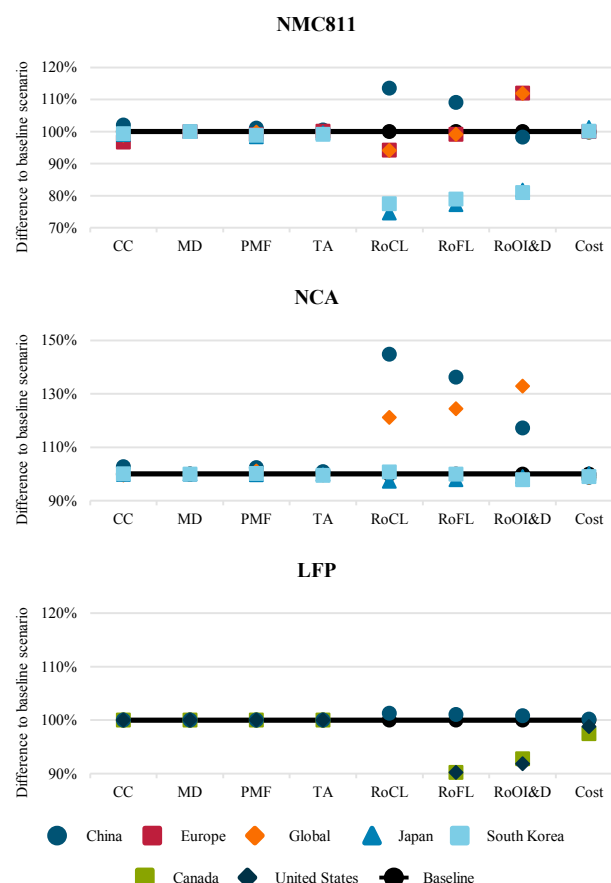 NMC811
Difference to baseline scenario
120%
110%
100%
90%
80%
70%
CC MD PMF TA RoCL RoFL RoOI&D Cost
NCA
Difference to baseline scenario
150%
130%
110%
90%
CC MD PMF TA RoCL RoFL RoOI&D Cost
LFP
Difference to baseline scenario
120%
110%
100%
90%
CC MD PMF TA RoCL RoFL RoOI&D Cost
China Europe Global Japan South Korea
Canada United States Baseline